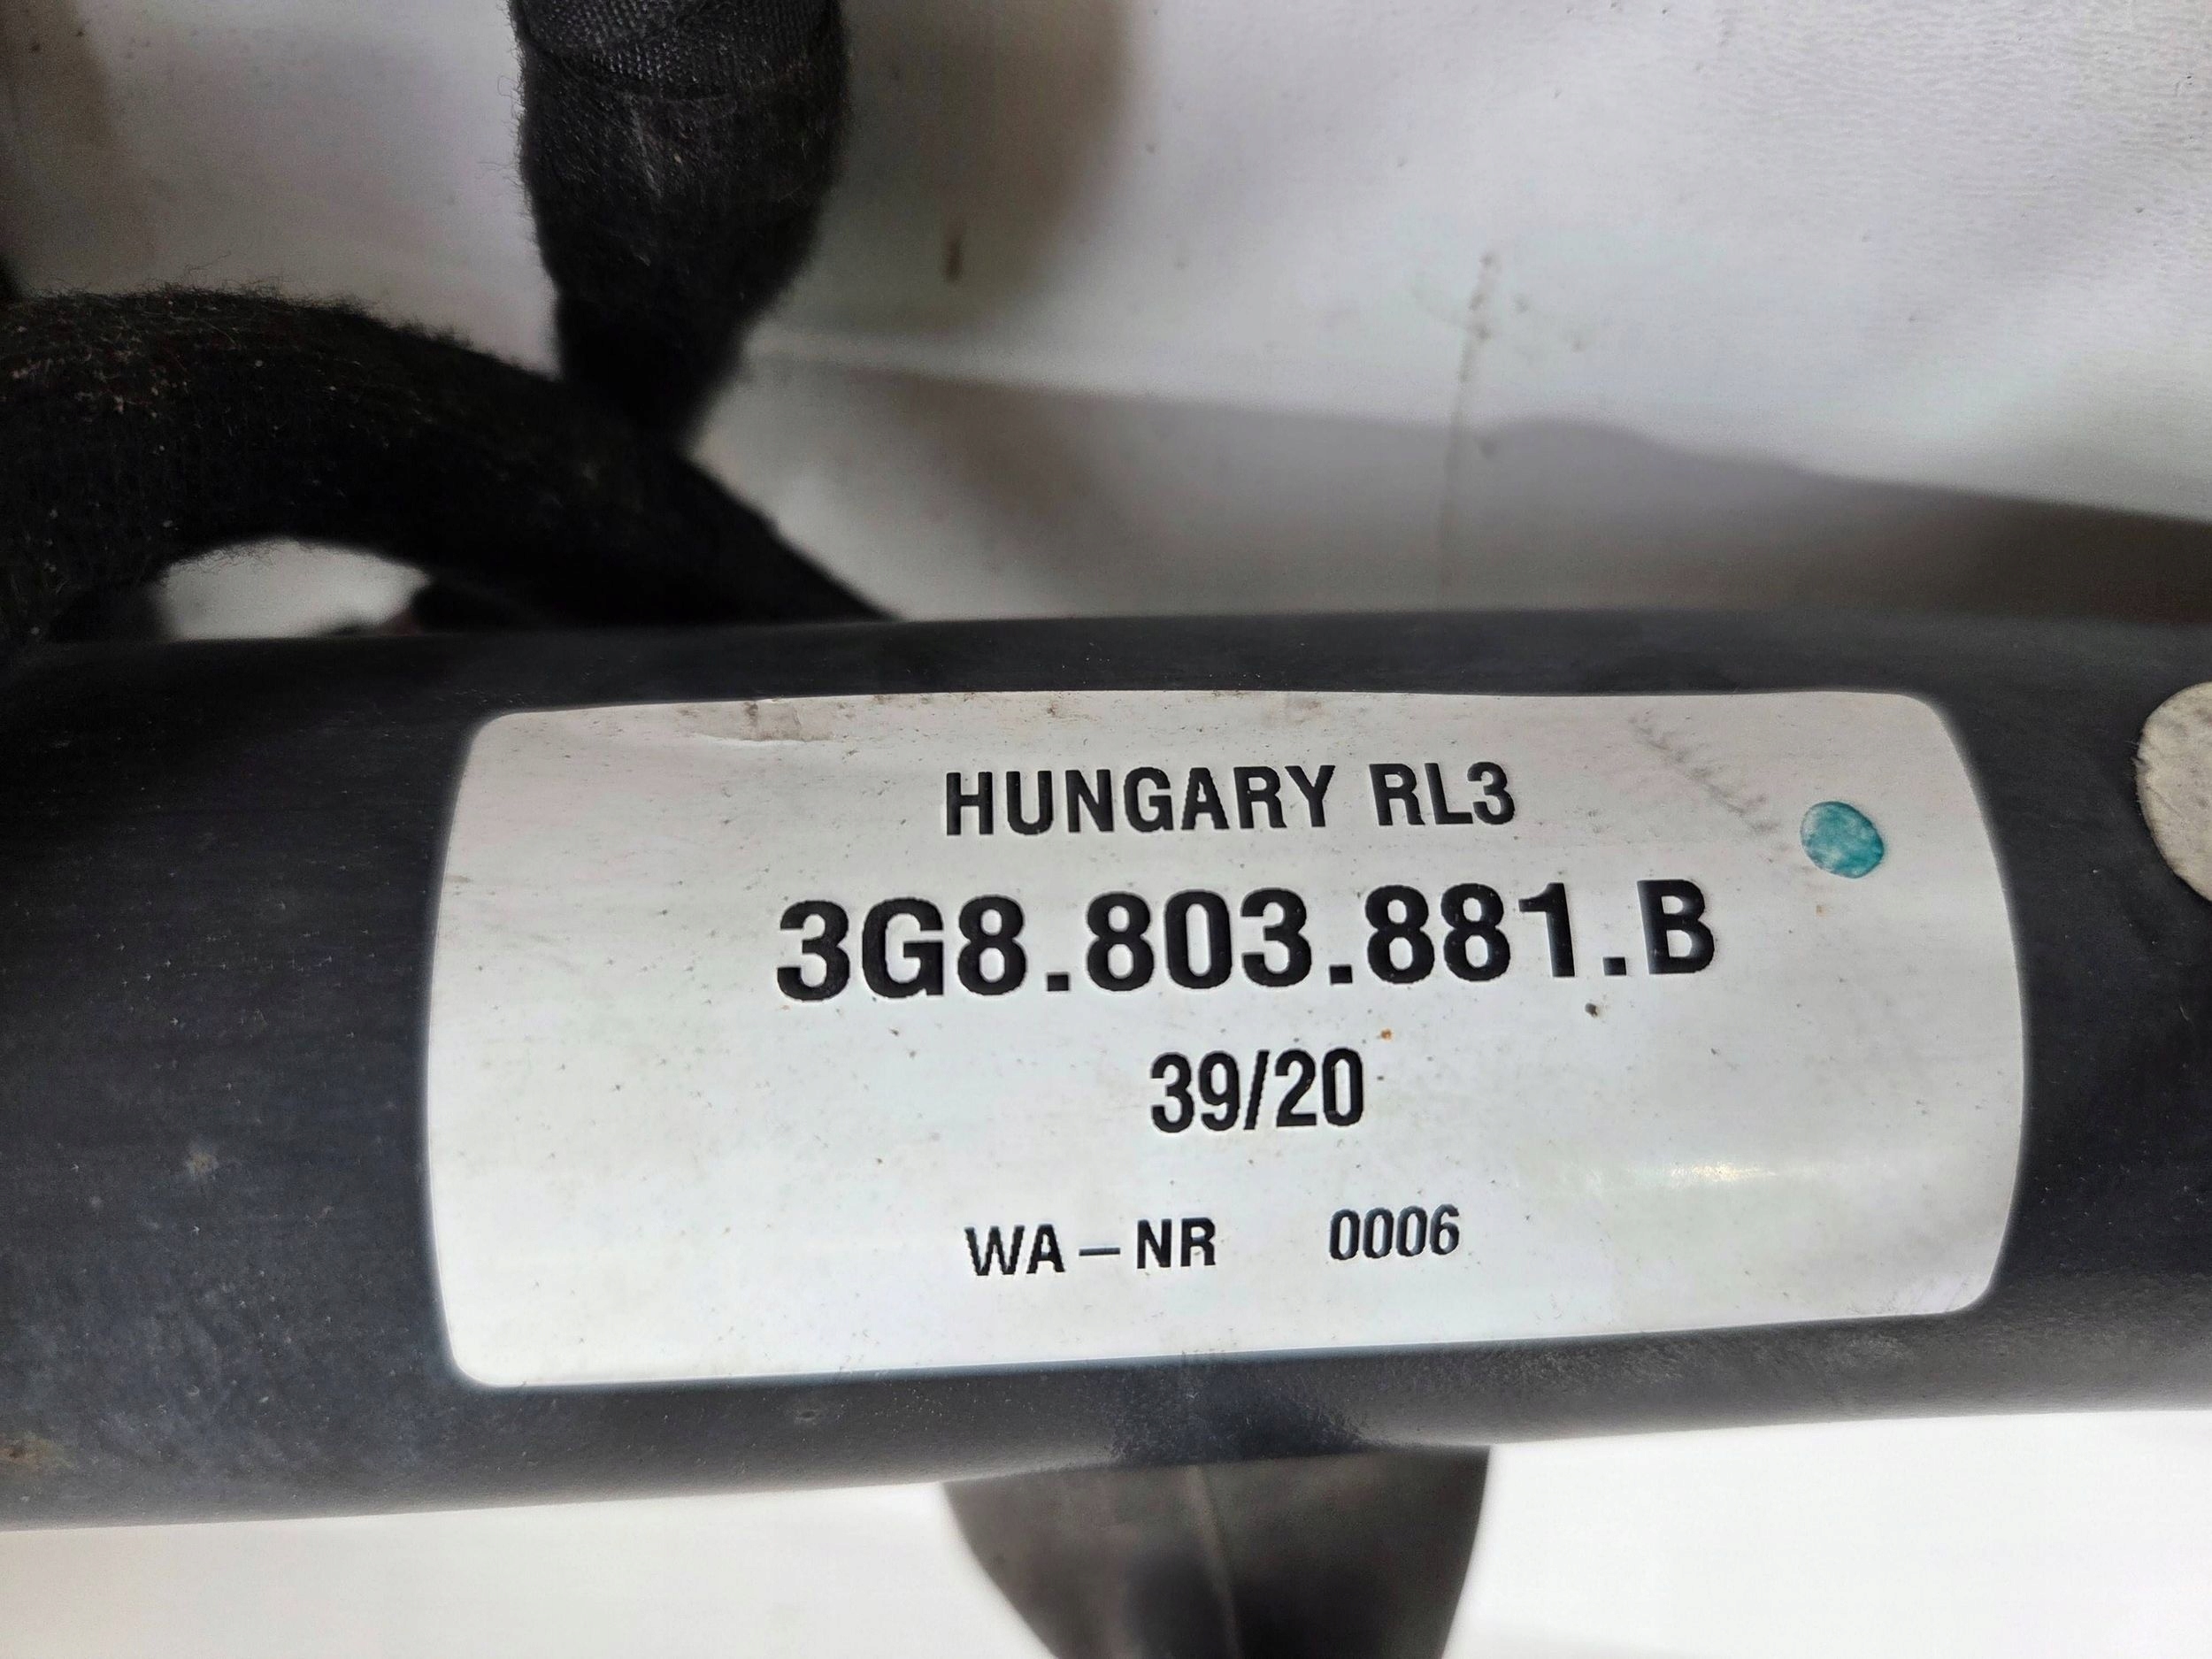 HUNGARY RL3
3G8.803.881.B
39/20
WA–NR 0006